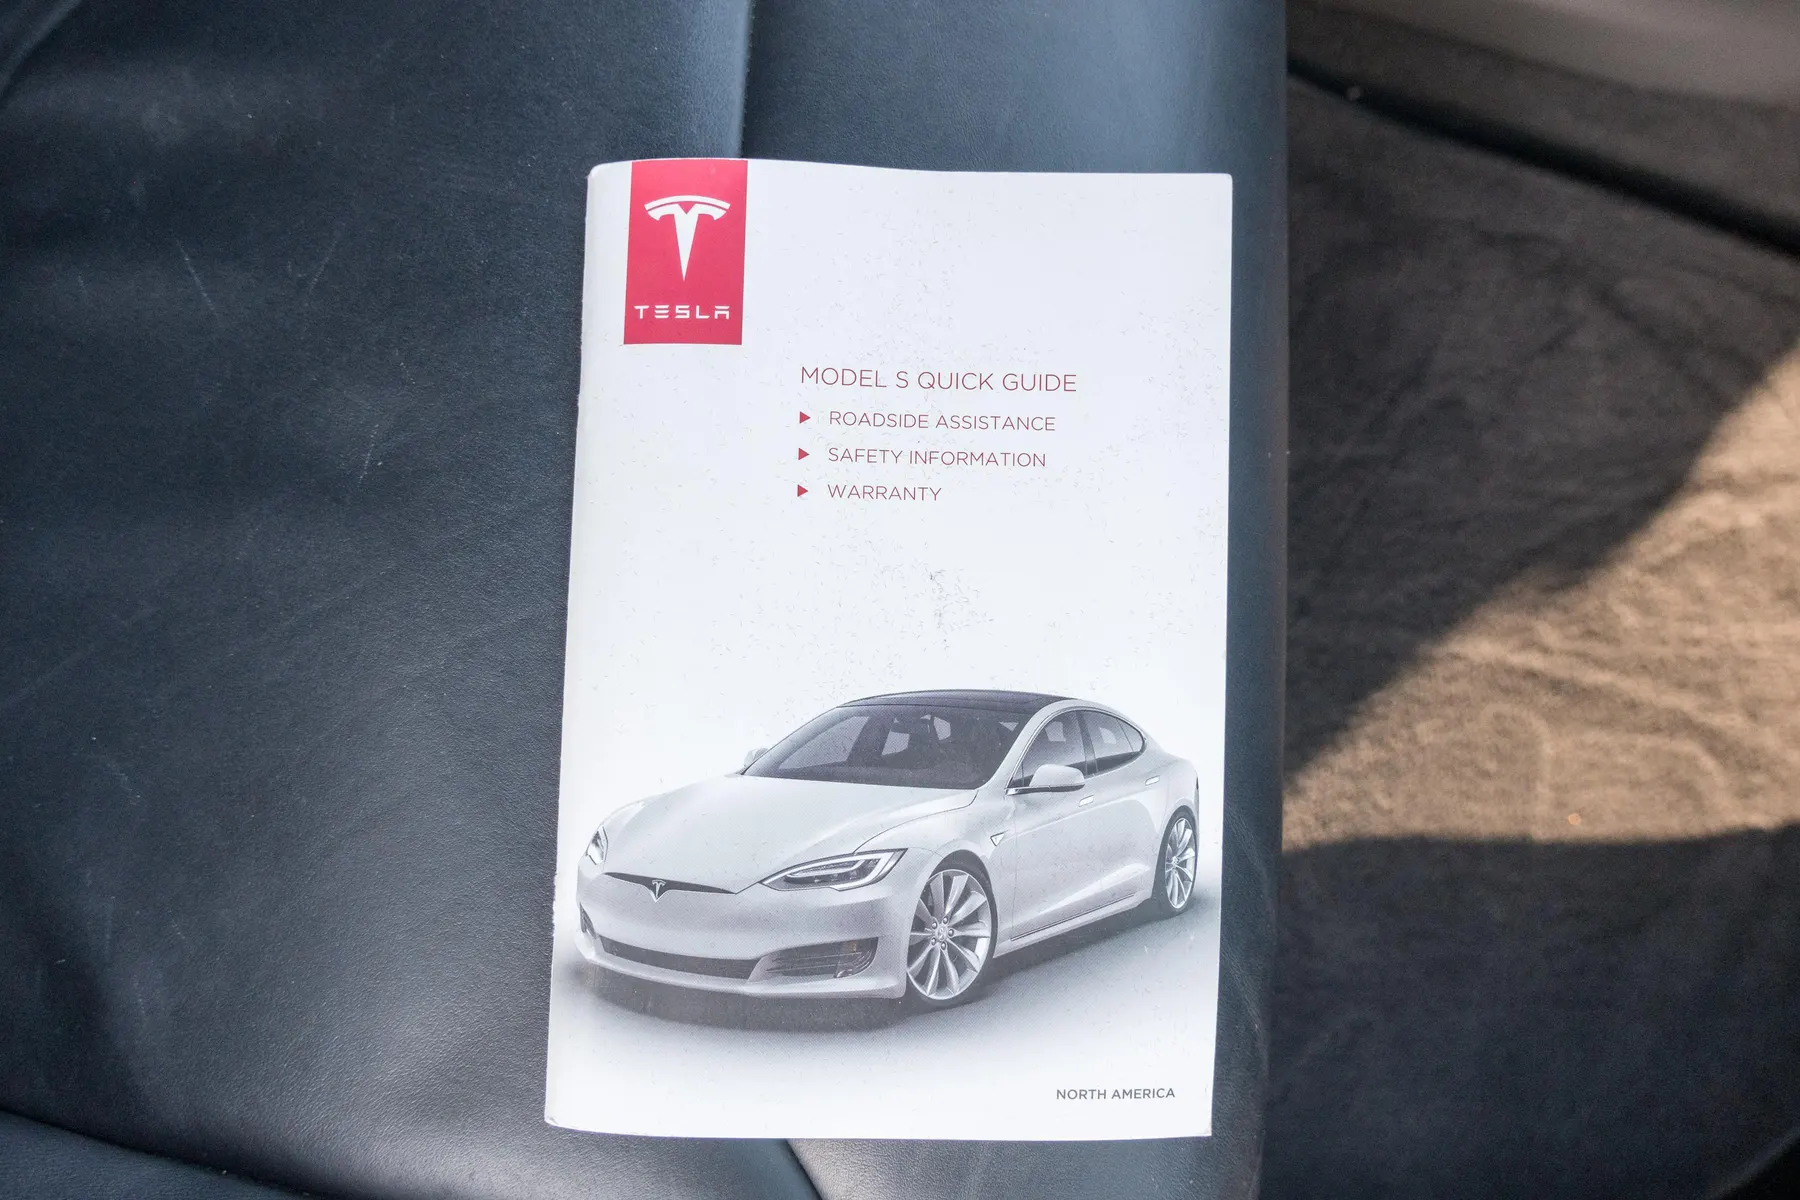 TESLA
MODEL S QUICK GUIDE
ROADSIDE ASSISTANCE
SAFETY INFORMATION
WARRANTY
NORTH AMERICA